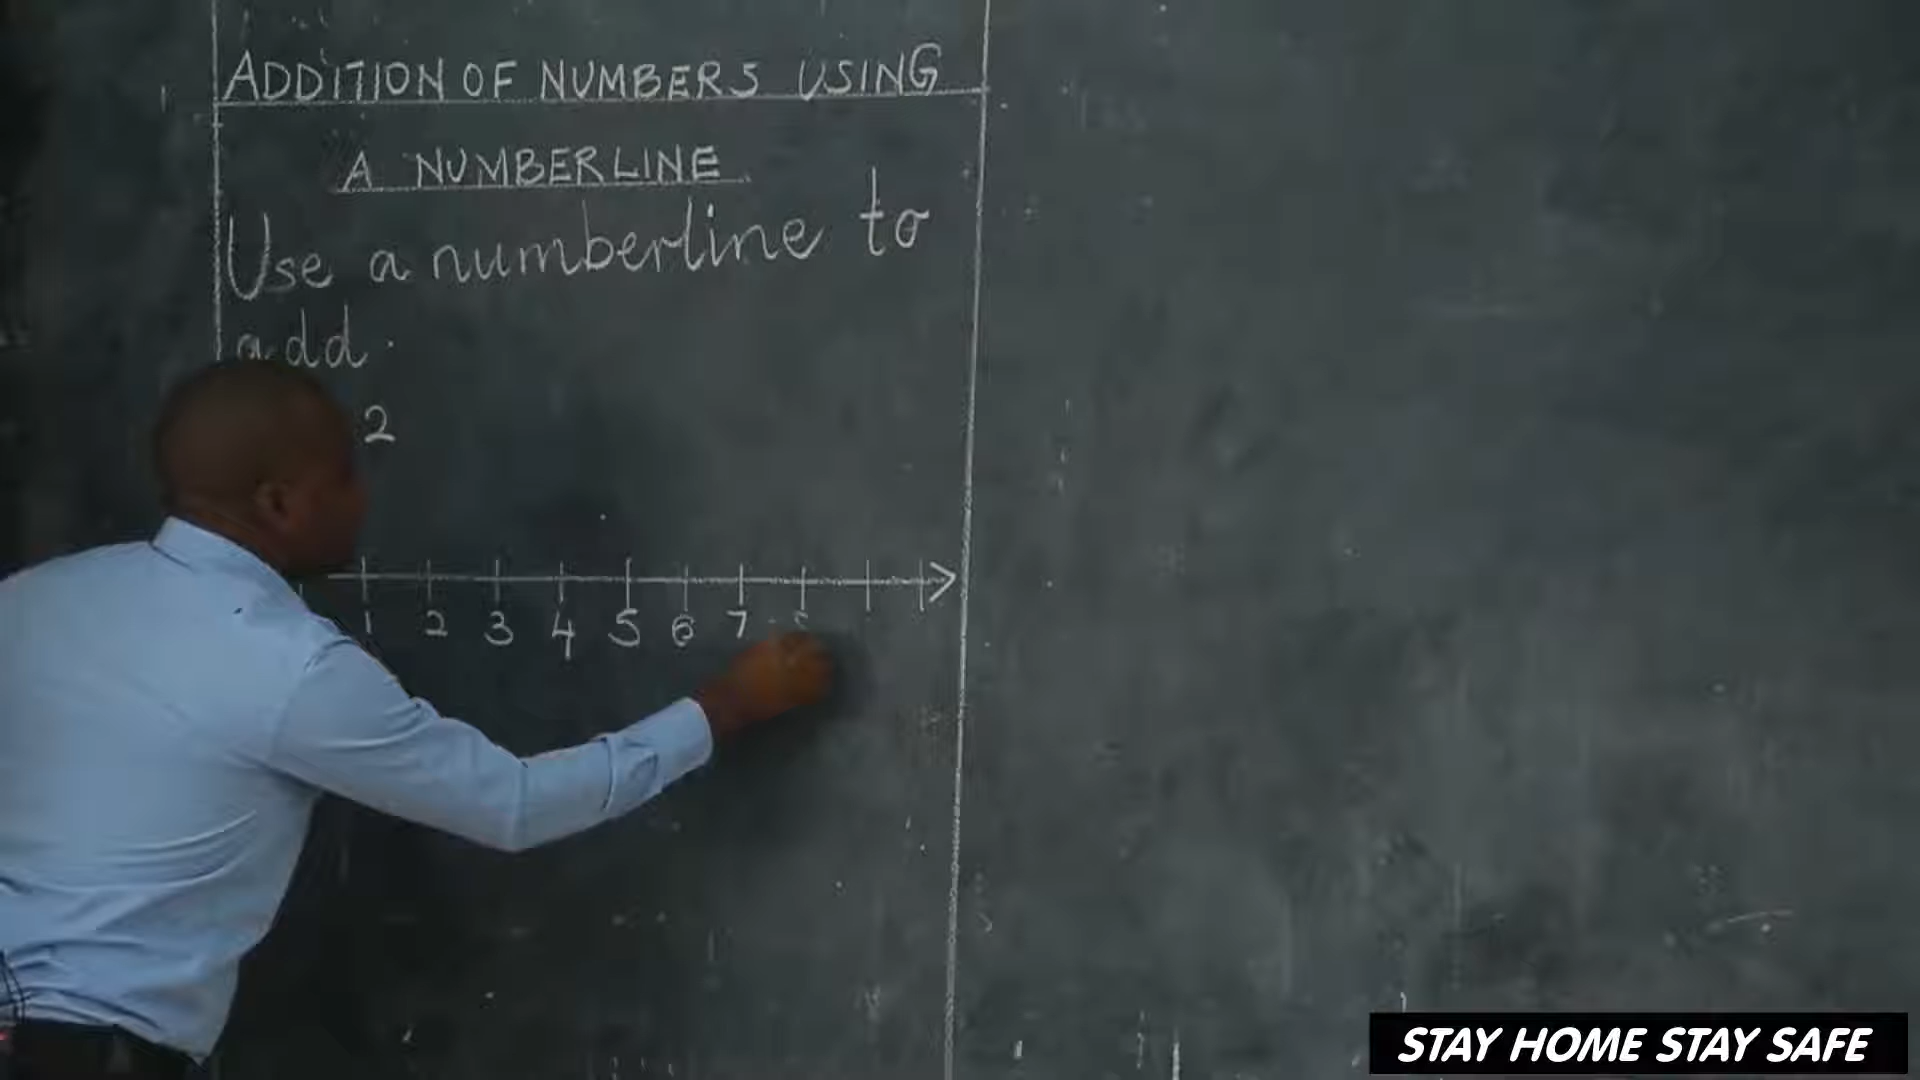 ADDITION OF NUMBERS USING
A NUMBERLINE
Use a numberline to
add.
2
1 2 3 4 5 6 7
STAY HOME STAY SAFE